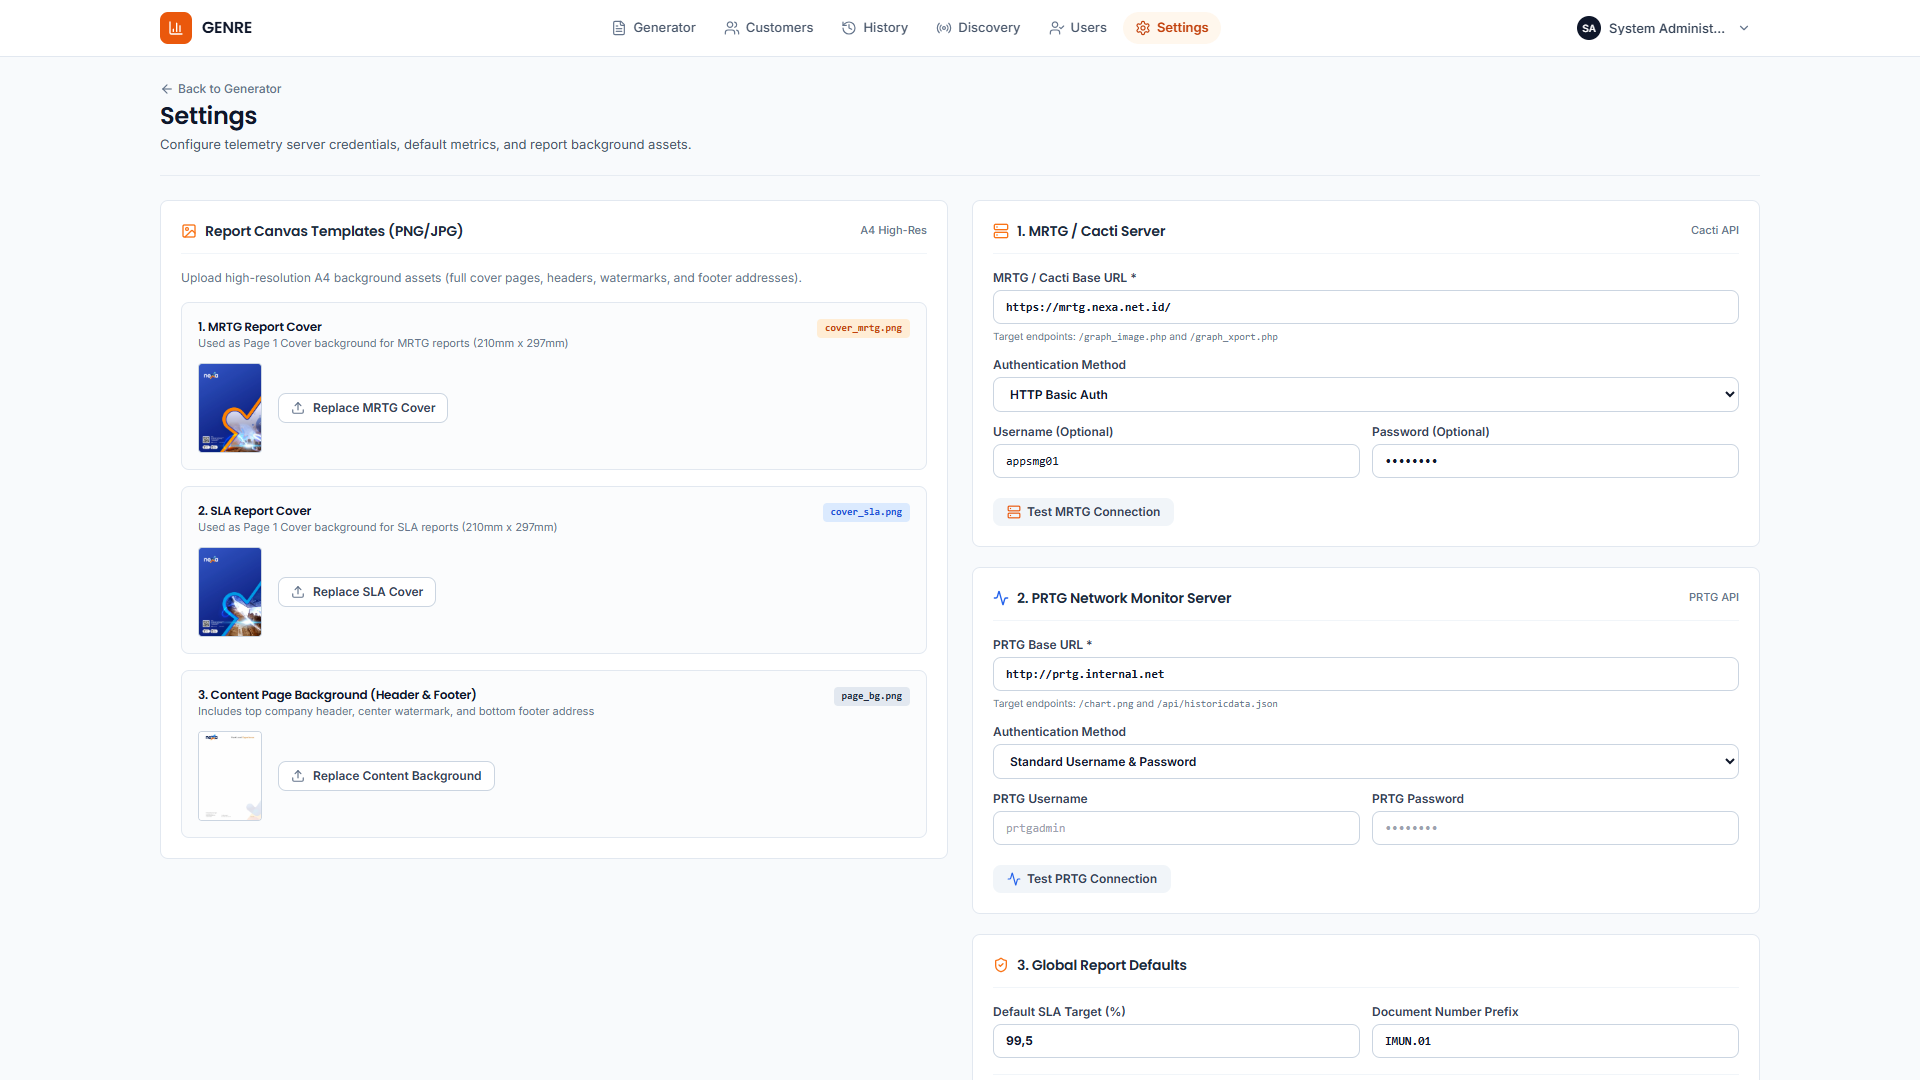 GENRE
Generator
Customers
History
Discovery
Users
Settings
SA
System Administ...
Back to Generator
Settings
Configure telemetry server credentials, default metrics, and report background assets.
Report Canvas Templates (PNG/JPG)
A4 High-Res
Upload high-resolution A4 background assets (full cover pages, headers, watermarks, and footer addresses).
1. MRTG Report Cover
cover_mrtg.png
Used as Page 1 Cover background for MRTG reports (210mm x 297mm)
Replace MRTG Cover
2. SLA Report Cover
cover_sla.png
Used as Page 1 Cover background for SLA reports (210mm x 297mm)
Replace SLA Cover
3. Content Page Background (Header & Footer)
page_bg.png
Includes top company header, center watermark, and bottom footer address
Replace Content Background
1. MRTG / Cacti Server
Cacti API
MRTG / Cacti Base URL *
https://mrtg.nexa.net.id/
Target endpoints: /graph_image.php and /graph_xport.php
Authentication Method
HTTP Basic Auth
Username (Optional)
Password (Optional)
appsmg01
••••••••
Test MRTG Connection
2. PRTG Network Monitor Server
PRTG API
PRTG Base URL *
http://prtg.internal.net
Target endpoints: /chart.png and /api/historicdata.json
Authentication Method
Standard Username & Password
PRTG Username
PRTG Password
prtgadmin
••••••••
Test PRTG Connection
3. Global Report Defaults
Default SLA Target (%)
Document Number Prefix
99,5
IMUN.01